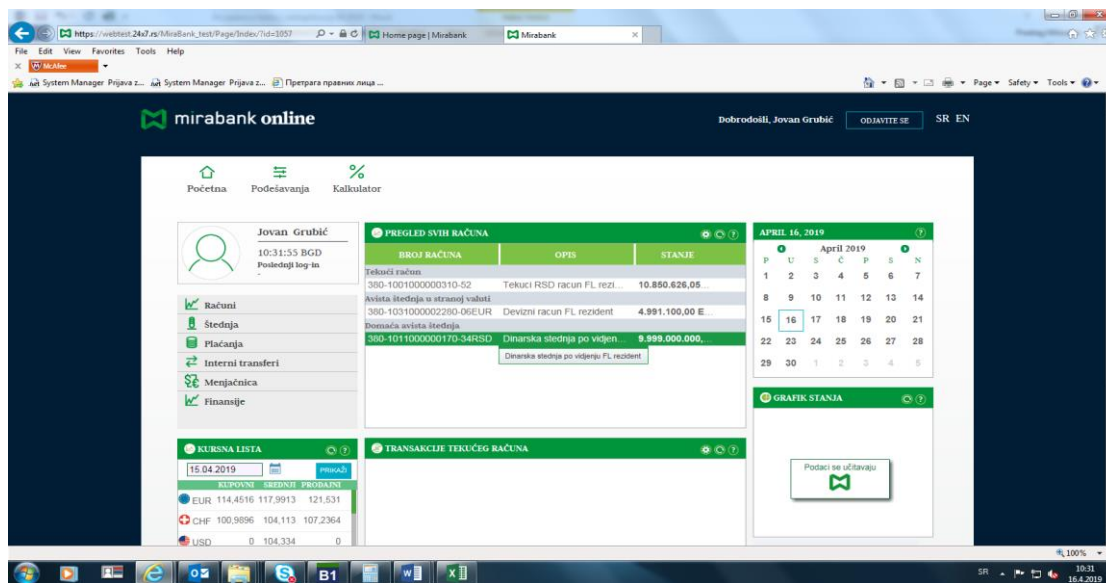 https://webtest.24x7.rs/MiraBank_test/Page/Index/?id=1057
Home page | Mirabank
Mirabank
File Edit View Favorites Tools Help
McAfee
System Manager Prijava z... System Manager Prijava z... Претрага правних лица ...
Page Safety Tools
mirabank online
Dobrodošli, Jovan Grubić
ODJAVITE SE
SR EN
Početna Podešavanja Kalkulator
Jovan Grubić
10:31:55 BGD
Poslednji log-in
-
Računi
Štednja
Plaćanja
Interni transferi
Menjačnica
Finansije
PREGLED SVIH RAČUNA
BROJ RAČUNA OPIS STANJE
Tekući račun
380-1001000000310-52 Tekuci RSD racun FL rezi... 10.850.626,05...
Avista štednja u stranoj valuti
380-1031000002280-06EUR Devizni racun FL rezident 4.991.100,00 E...
Domaća avista štednja
380-1011000000170-34RSD Dinarska stednja po vidjen... 9.999.000.000,...
Dinarska stednja po vidjenju FL rezident
APRIL 16, 2019
April 2019
P U S Č P S N
1 2 3 4 5 6 7
8 9 10 11 12 13 14
15 16 17 18 19 20 21
22 23 24 25 26 27 28
29 30 1 2 3 4 5
GRAFIK STANJA
Podaci se učitavaju
KURSNA LISTA
15.04.2019 PRIKAŽI
KUPOVNI SREDNJI PRODAJNI
EUR 114,4516 117,9913 121,531
CHF 100,9896 104,113 107,2364
USD 0 104,334 0
TRANSAKCIJE TEKUĆEG RAČUNA
100%
B1
SR
10:31
16.4.2019